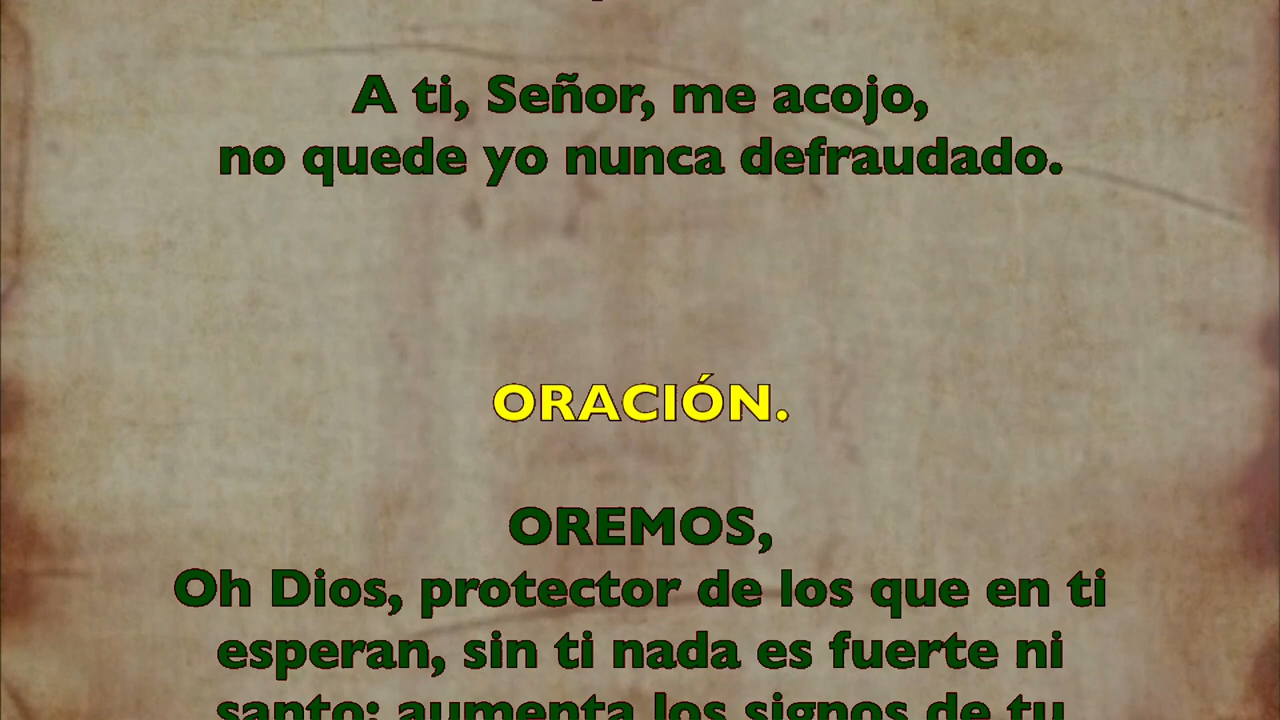 A ti, Señor, me acojo,
no quede yo nunca defraudado.
ORACIÓN.
OREMOS,
Oh Dios, protector de los que en ti
esperan, sin ti nada es fuerte ni
santo; aumenta los signos de tu